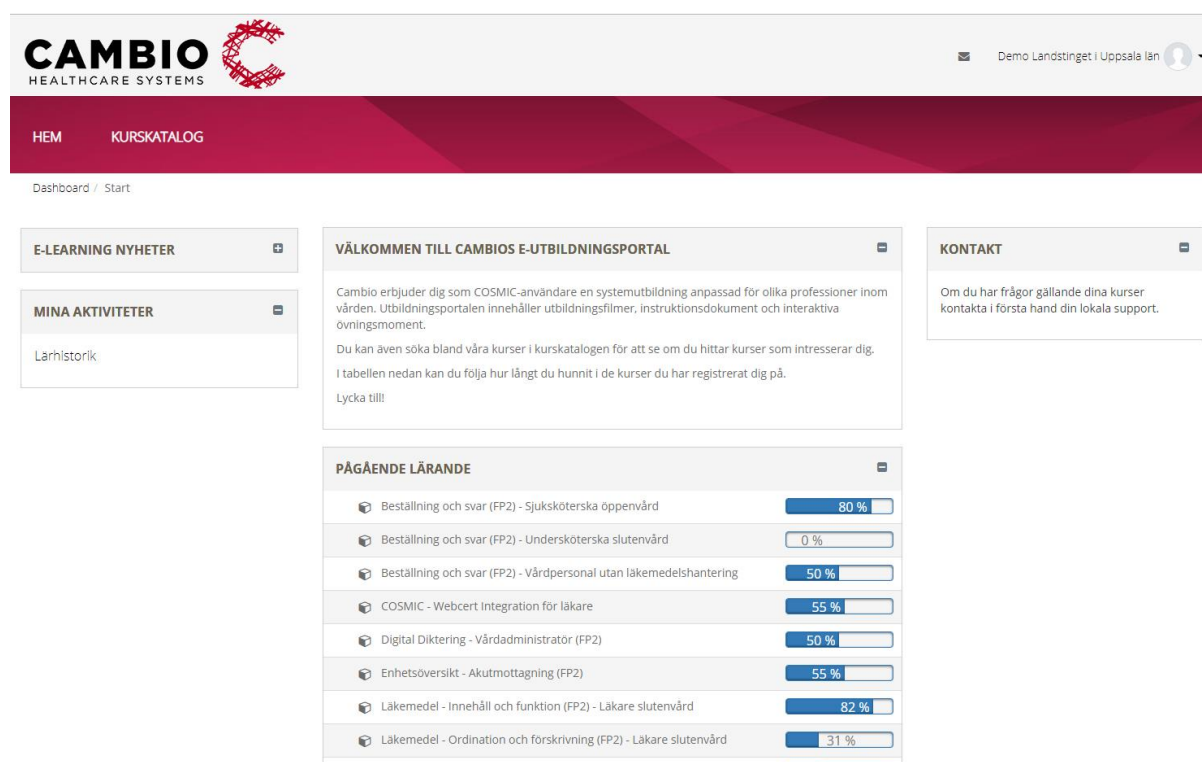 CAMBIO
HEALTHCARE SYSTEMS
Demo Landstinget i Uppsala län
HEM KURSKATALOG
Dashboard / Start
E-LEARNING NYHETER
MINA AKTIVITETER
Lärhistorik
VÄLKOMMEN TILL CAMBIOS E-UTBILDNINGSPORTAL
Cambio erbjuder dig som COSMIC-användare en systemutbildning anpassad för olika professioner inom
vården. Utbildningsportalen innehåller utbildningsfilmer, instruktionsdokument och interaktiva
övningsmoment.
Du kan även söka bland våra kurser i kurskatalogen för att se om du hittar kurser som intresserar dig.
I tabellen nedan kan du följa hur långt du hunnit i de kurser du har registrerat dig på.
Lycka till!
KONTAKT
Om du har frågor gällande dina kurser
kontakta i första hand din lokala support.
PÅGÅENDE LÄRANDE
Beställning och svar (FP2) - Sjuksköterska öppenvård 80 %
Beställning och svar (FP2) - Undersköterska slutenvård 0 %
Beställning och svar (FP2) - Vårdpersonal utan läkemedelshantering 50 %
COSMIC - Webcert Integration för läkare 55 %
Digital Diktering - Vårdadministratör (FP2) 50 %
Enhetsöversikt - Akutmottagning (FP2) 55 %
Läkemedel - Innehåll och funktion (FP2) - Läkare slutenvård 82 %
Läkemedel - Ordination och förskrivning (FP2) - Läkare slutenvård 31 %